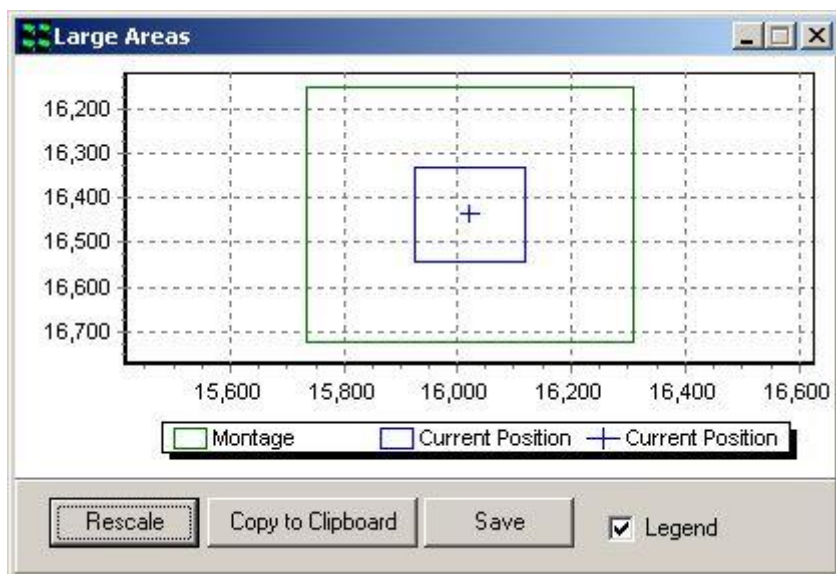 Large Areas
16,200
16,300
16,400
16,500
16,600
16,700
15,600 15,800 16,000 16,200 16,400 16,600
Montage Current Position Current Position
Rescale Copy to Clipboard Save Legend